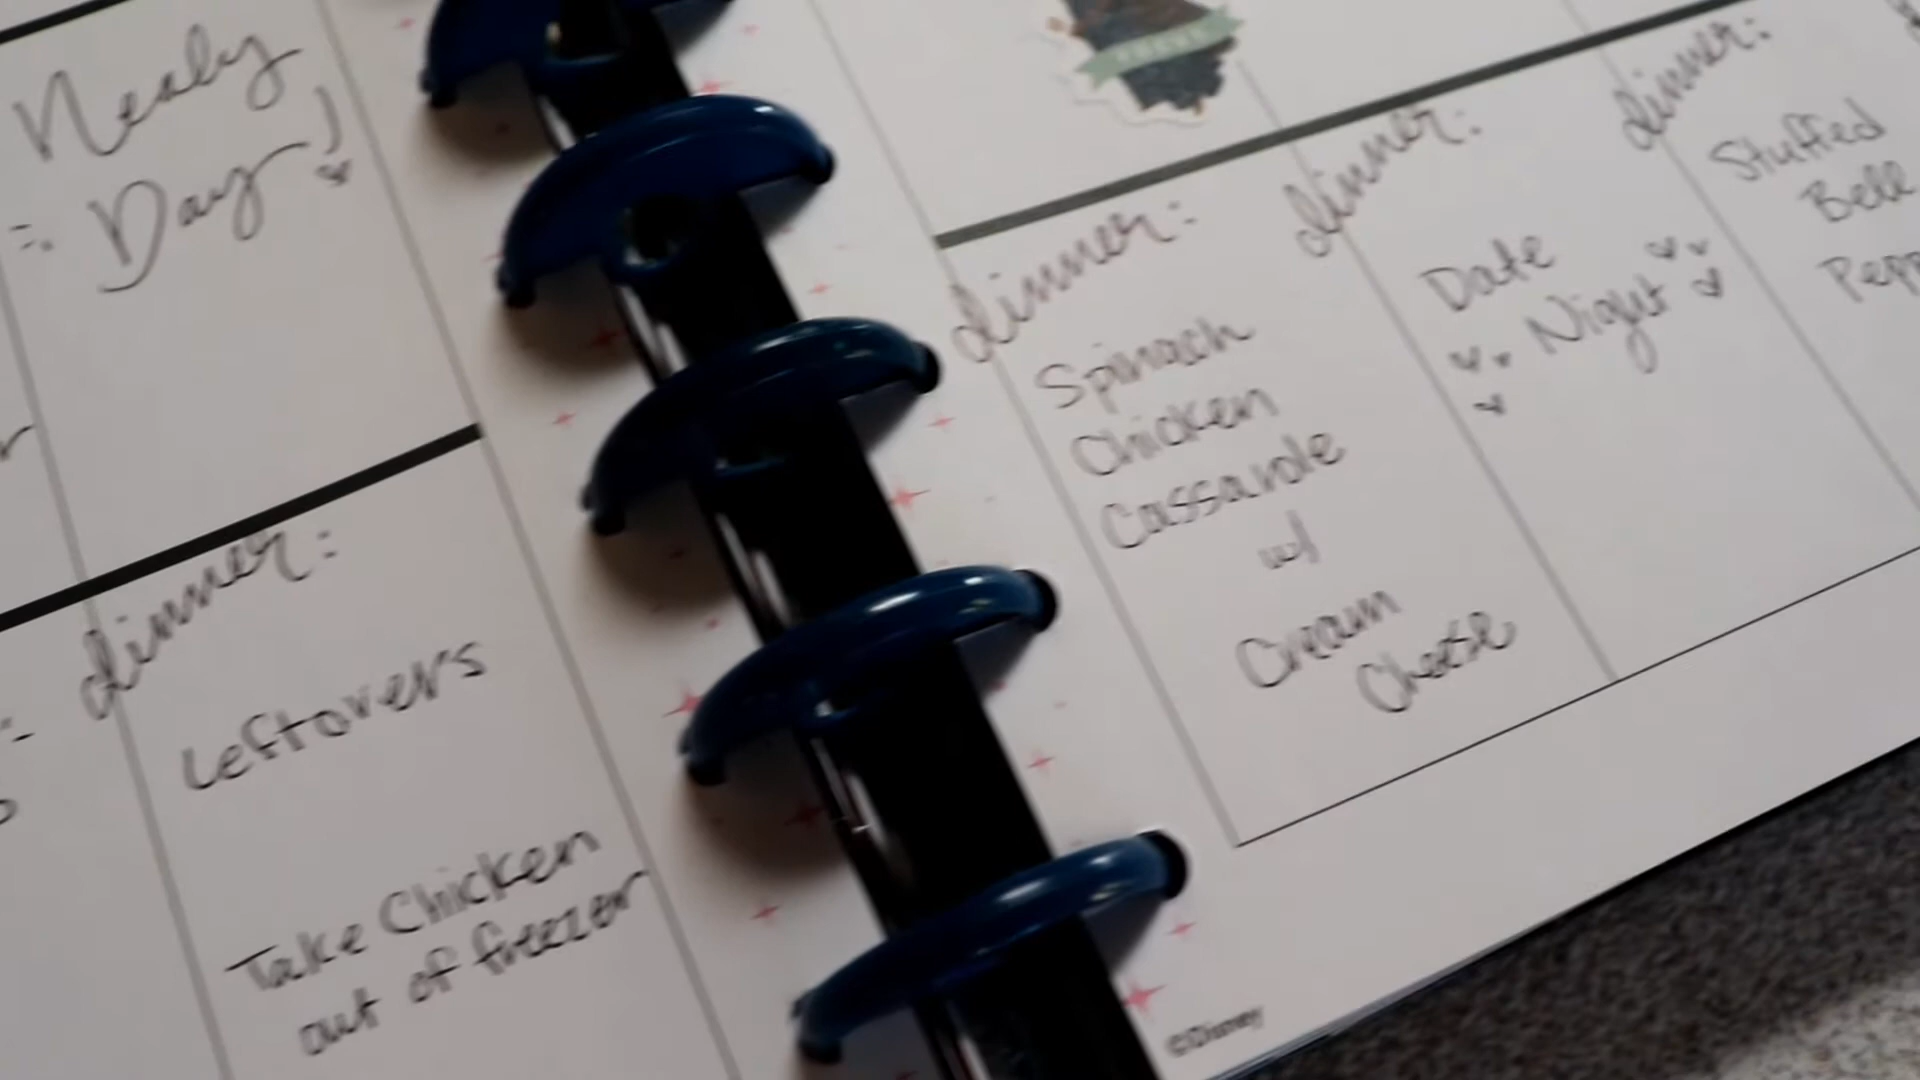 Nealy
Day!
dinner:
Leftovers
Take Chicken
out of freezer
dinner:
Spinach
Chicken
Cassarole
w/
Cream
Cheese
dinner:
Date
Night
dinner:
Stuffed
Bell
©Disney